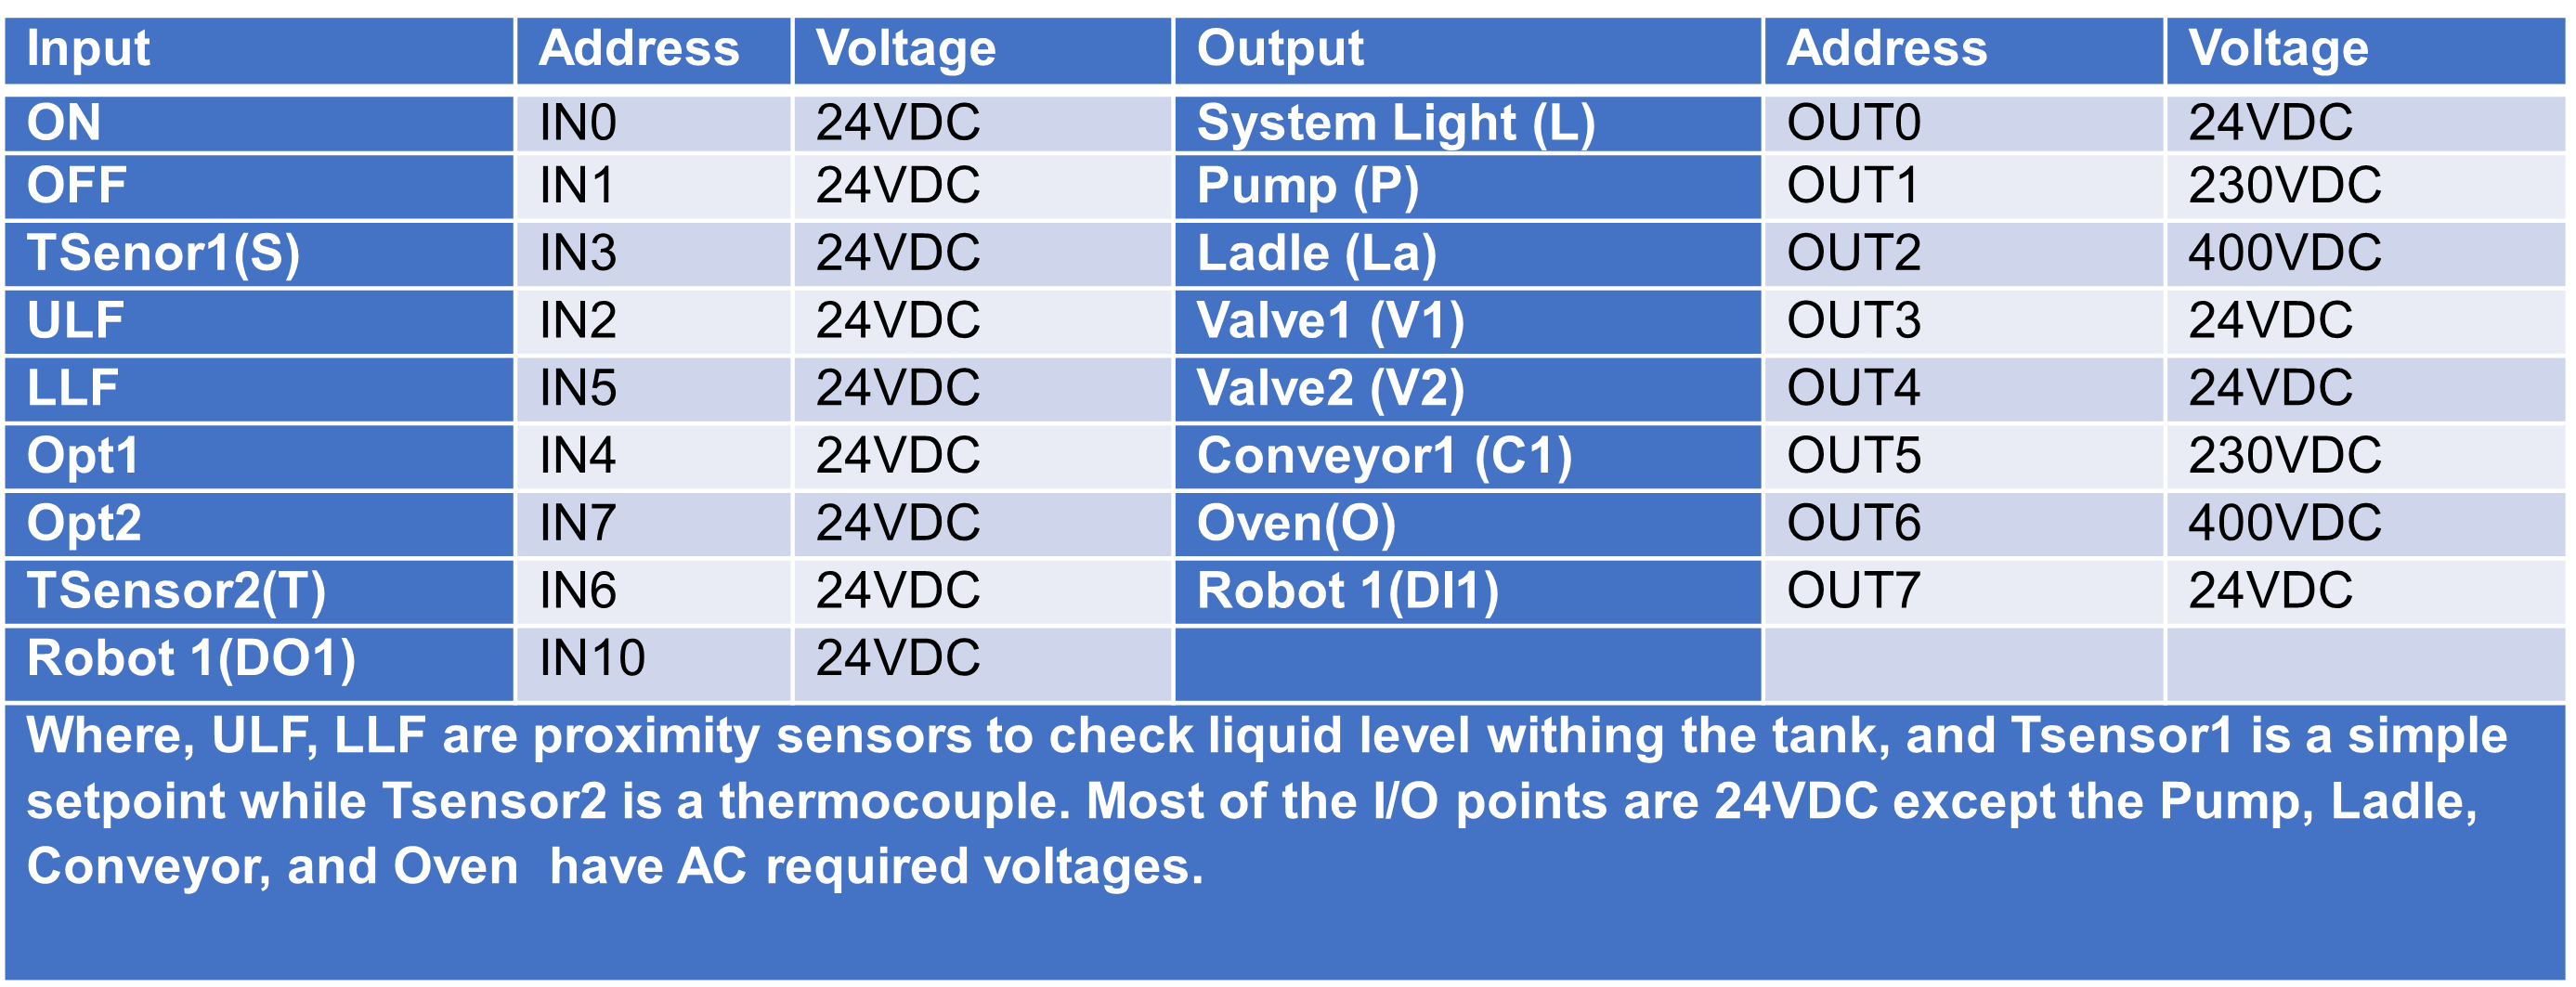 Input Address Voltage Output Address Voltage
ON IN0 24VDC System Light (L) OUT0 24VDC
OFF IN1 24VDC Pump (P) OUT1 230VDC
TSenor1(S) IN3 24VDC Ladle (La) OUT2 400VDC
ULF IN2 24VDC Valve1 (V1) OUT3 24VDC
LLF IN5 24VDC Valve2 (V2) OUT4 24VDC
Opt1 IN4 24VDC Conveyor1 (C1) OUT5 230VDC
Opt2 IN7 24VDC Oven(O) OUT6 400VDC
TSensor2(T) IN6 24VDC Robot 1(DI1) OUT7 24VDC
Robot 1(DO1) IN10 24VDC
Where, ULF, LLF are proximity sensors to check liquid level withing the tank, and Tsensor1 is a simple
setpoint while Tsensor2 is a thermocouple. Most of the I/O points are 24VDC except the Pump, Ladle,
Conveyor, and Oven  have AC required voltages.